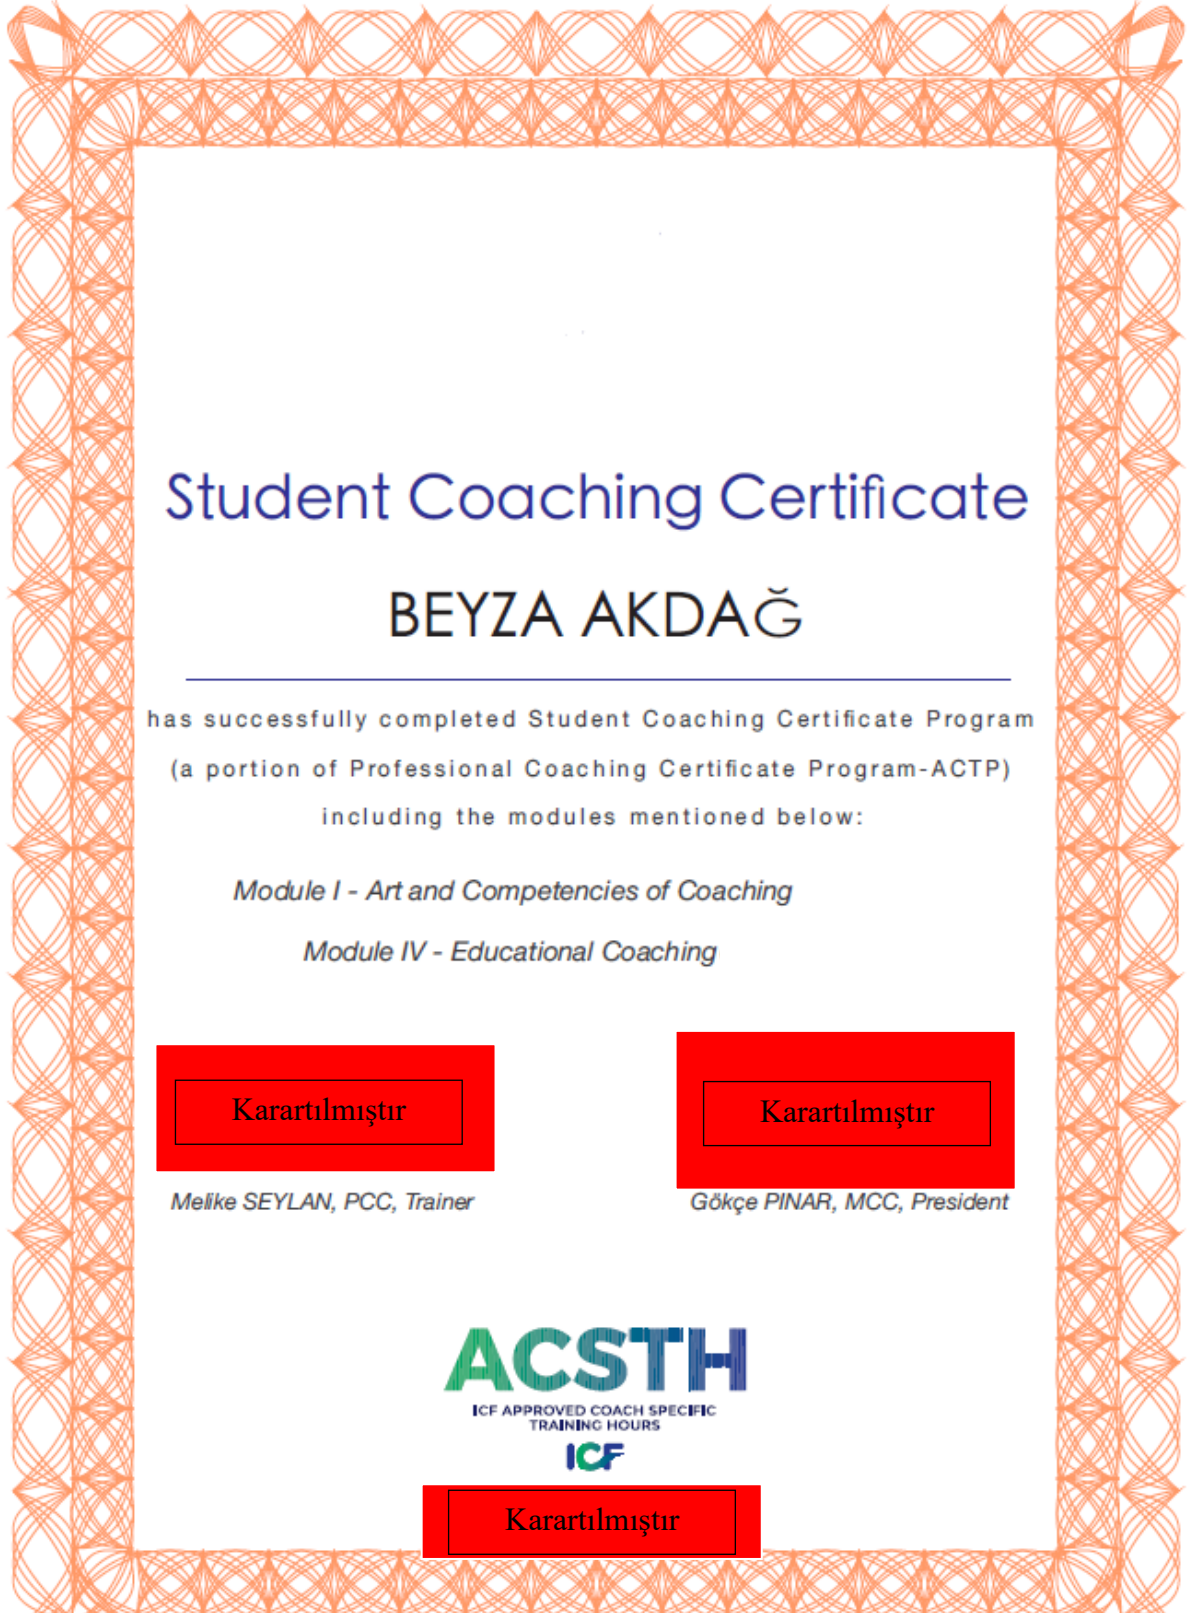 Student Coaching Certificate
BEYZA AKDAĞ
has successfully completed Student Coaching Certificate Program
(a portion of Professional Coaching Certificate Program-ACTP)
including the modules mentioned below:
Module I - Art and Competencies of Coaching
Module IV - Educational Coaching
Karartılmıştır
Karartılmıştır
Melike SEYLAN, PCC, Trainer
Gökçe PINAR, MCC, President
ACSTH
ICF APPROVED COACH SPECIFIC
TRAINING HOURS
ICF
Karartılmıştır